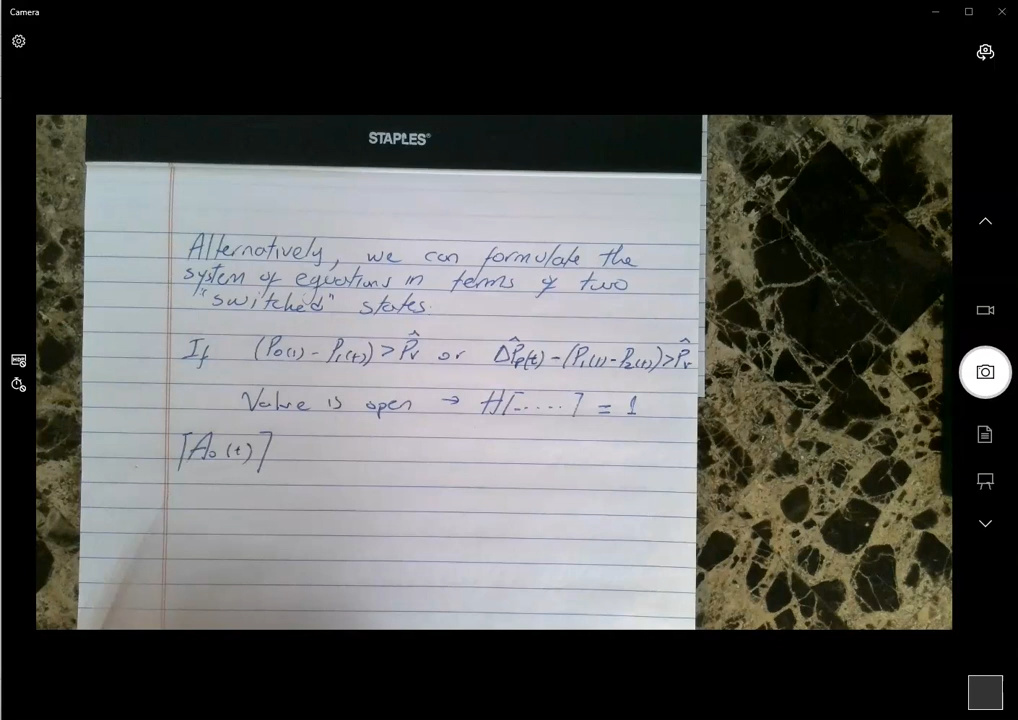 Camera
STAPLES®
Alternatively, we can formulate the
system of equations in terms of two
"switched" states.
If (P₀(t) - P₁(t)) > P̂ᵣ or ΔP̂ₚ(t) - (P₁(t) - P₂(t)) > P̂ᵣ
Valve is open → H[.....] = 1
[A₀(t)]